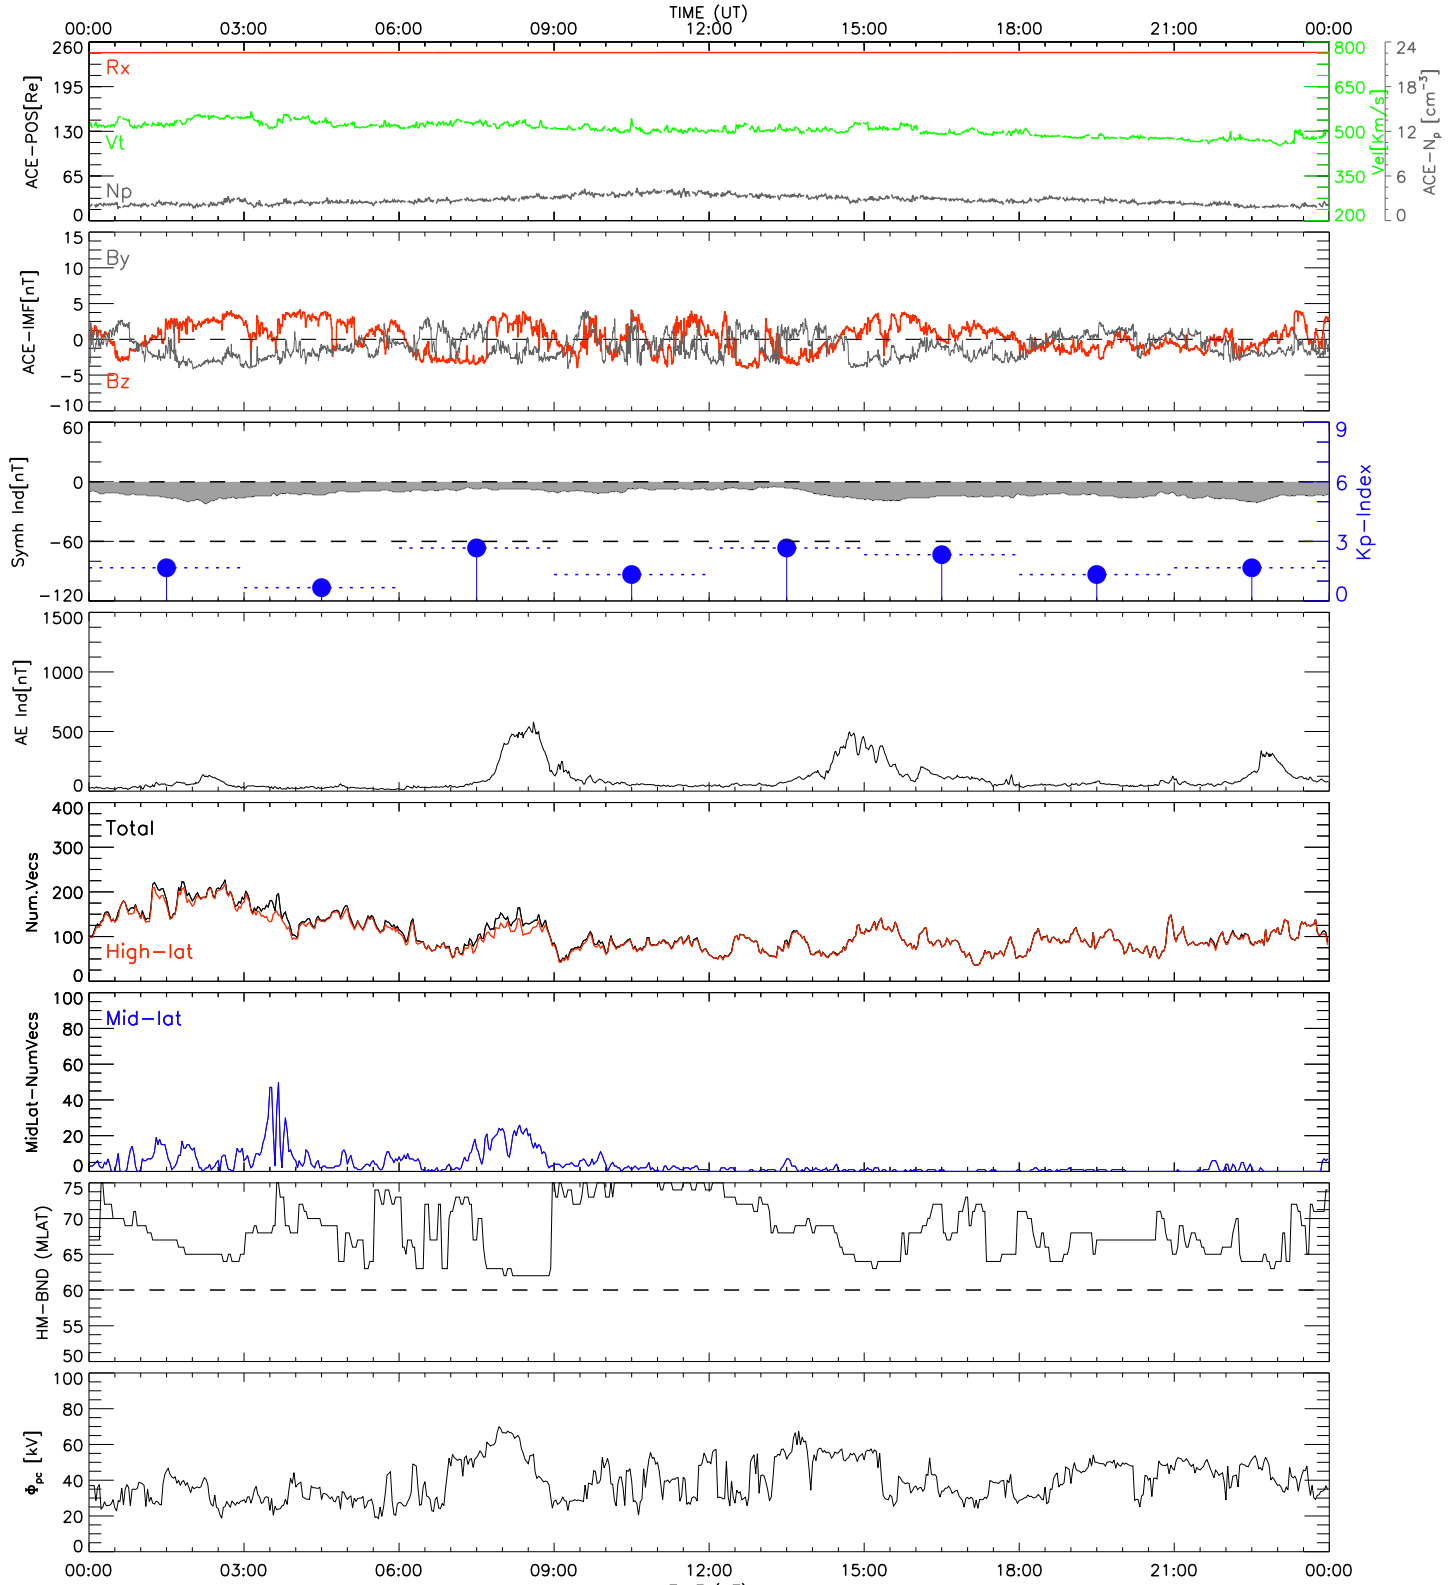 TIME (UT)
00:00 03:00 06:00 09:00 12:00 15:00 18:00 21:00 00:00
ACE-POS[Re]
260
195
130
65
0
Rx
Vt
Np
800
650
500
350
200
Vel[Km/s]
24
18
12
6
0
ACE-Np [cm-3]
ACE-IMF[nT]
15
10
5
0
-5
-10
By
Bz
Symh Ind[nT]
60
0
-60
-120
9
6
3
0
Kp-Index
AE Ind[nT]
1500
1000
500
0
Num.Vecs
400
300
200
100
0
Total
High-lat
MidLat-NumVecs
100
80
60
40
20
0
Mid-lat
HM-BND (MLAT)
75
70
65
60
55
50
Φpc [kV]
100
80
60
40
20
0
00:00 03:00 06:00 09:00 12:00 15:00 18:00 21:00 00:00